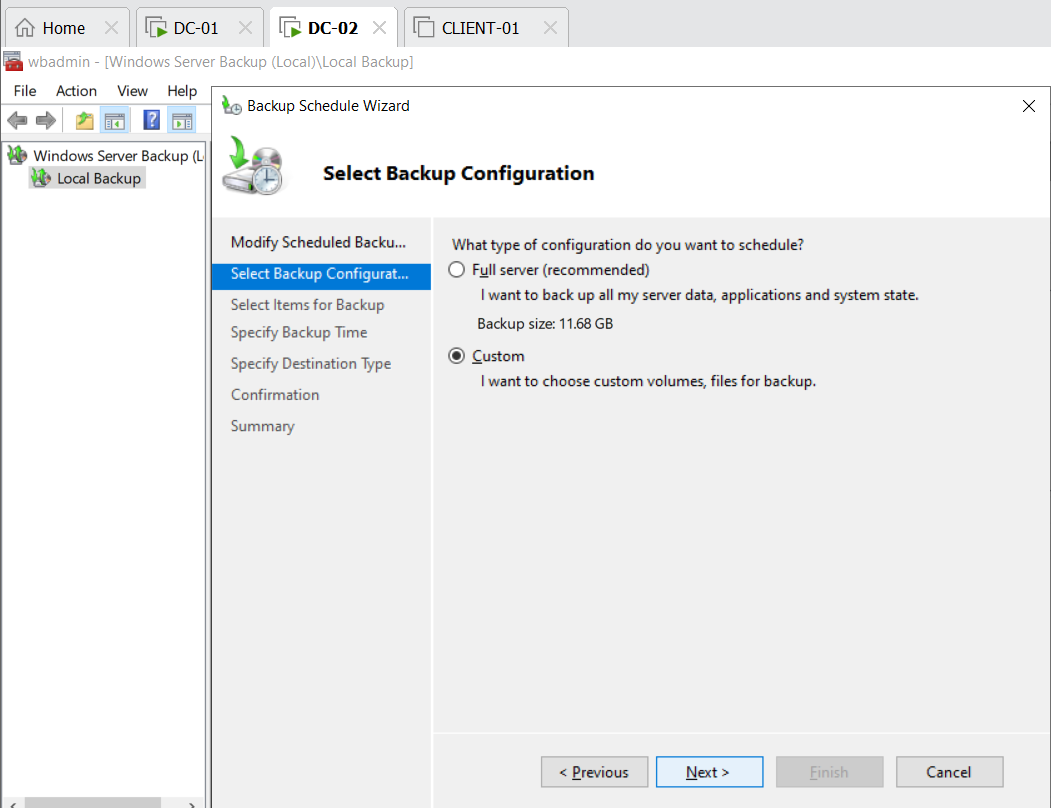 Home
DC-01
DC-02
CLIENT-01
wbadmin - [Windows Server Backup (Local)\Local Backup]
File Action View Help
Backup Schedule Wizard
Windows Server Backup (L
Local Backup
Select Backup Configuration
Modify Scheduled Backu...
Select Backup Configurat...
Select Items for Backup
Specify Backup Time
Specify Destination Type
Confirmation
Summary
What type of configuration do you want to schedule?
Full server (recommended)
I want to back up all my server data, applications and system state.
Backup size: 11.68 GB
Custom
I want to choose custom volumes, files for backup.
< Previous
Next >
Finish
Cancel